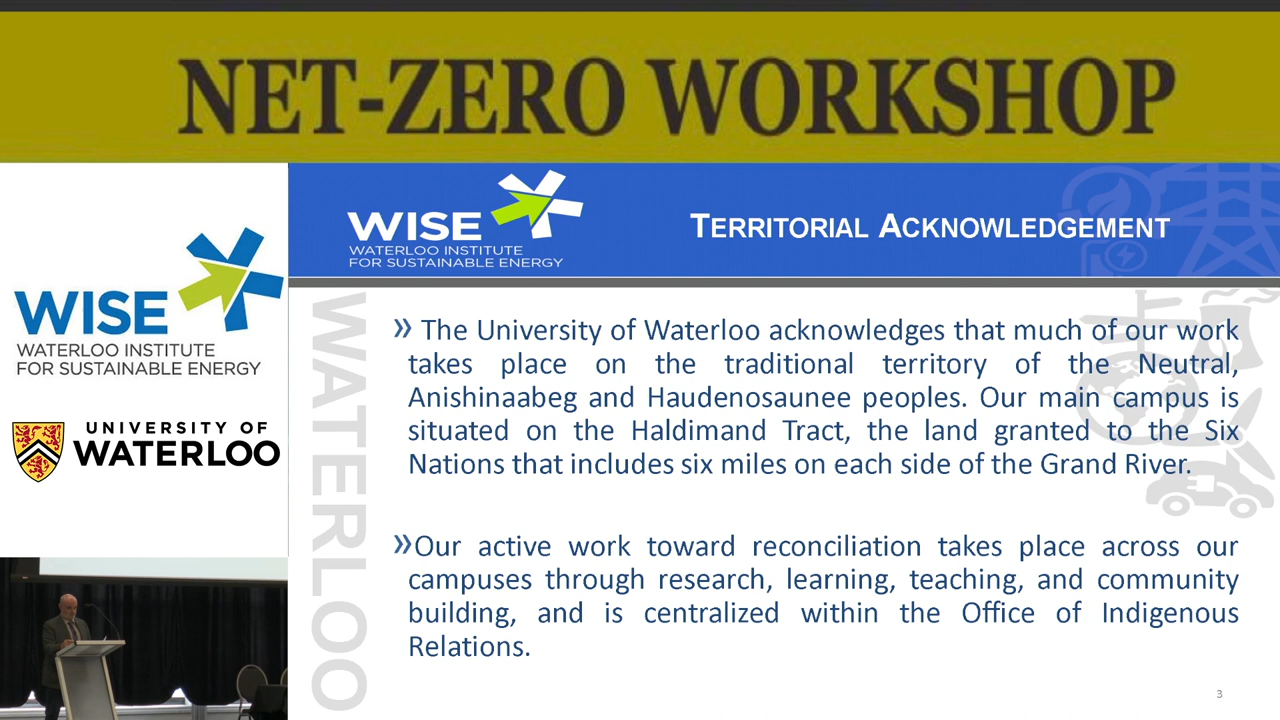 NET-ZERO WORKSHOP
WISE
WATERLOO INSTITUTE
FOR SUSTAINABLE ENERGY
UNIVERSITY OF
WATERLOO
WISE
WATERLOO INSTITUTE
FOR SUSTAINABLE ENERGY
TERRITORIAL ACKNOWLEDGEMENT
WATERLOO
» The University of Waterloo acknowledges that much of our work
takes place on the traditional territory of the Neutral,
Anishinaabeg and Haudenosaunee peoples. Our main campus is
situated on the Haldimand Tract, the land granted to the Six
Nations that includes six miles on each side of the Grand River.
»Our active work toward reconciliation takes place across our
campuses through research, learning, teaching, and community
building, and is centralized within the Office of Indigenous
Relations.
3